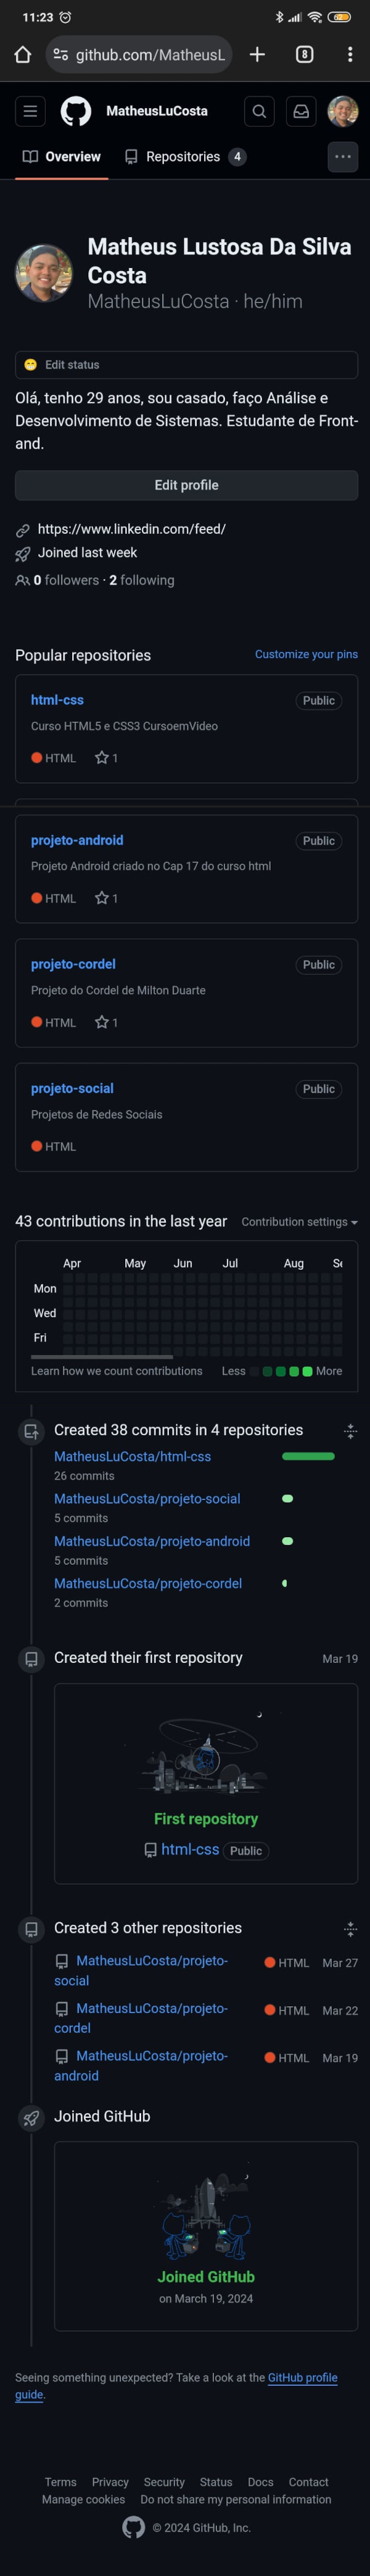 11:23
67
github.com/MatheusL
8
MatheusLuCosta
Overview
Repositories 4
Matheus Lustosa Da Silva
Costa
MatheusLuCosta · he/him
Edit status
Olá, tenho 29 anos, sou casado, faço Análise e
Desenvolvimento de Sistemas. Estudante de Front-
and.
Edit profile
https://www.linkedin.com/feed/
Joined last week
0 followers · 2 following
Popular repositories Customize your pins
html-css Public
Curso HTML5 e CSS3 CursoemVideo
HTML 1
projeto-android Public
Projeto Android criado no Cap 17 do curso html
HTML 1
projeto-cordel Public
Projeto do Cordel de Milton Duarte
HTML 1
projeto-social Public
Projetos de Redes Sociais
HTML
43 contributions in the last year Contribution settings
Apr May Jun Jul Aug Se
Mon
Wed
Fri
Learn how we count contributions Less More
Created 38 commits in 4 repositories
MatheusLuCosta/html-css
26 commits
MatheusLuCosta/projeto-social
5 commits
MatheusLuCosta/projeto-android
5 commits
MatheusLuCosta/projeto-cordel
2 commits
Created their first repository Mar 19
First repository
html-css Public
Created 3 other repositories
MatheusLuCosta/projeto- HTML Mar 27
social
MatheusLuCosta/projeto- HTML Mar 22
cordel
MatheusLuCosta/projeto- HTML Mar 19
android
Joined GitHub
Joined GitHub
on March 19, 2024
Seeing something unexpected? Take a look at the GitHub profile
guide.
Terms Privacy Security Status Docs Contact
Manage cookies Do not share my personal information
© 2024 GitHub, Inc.